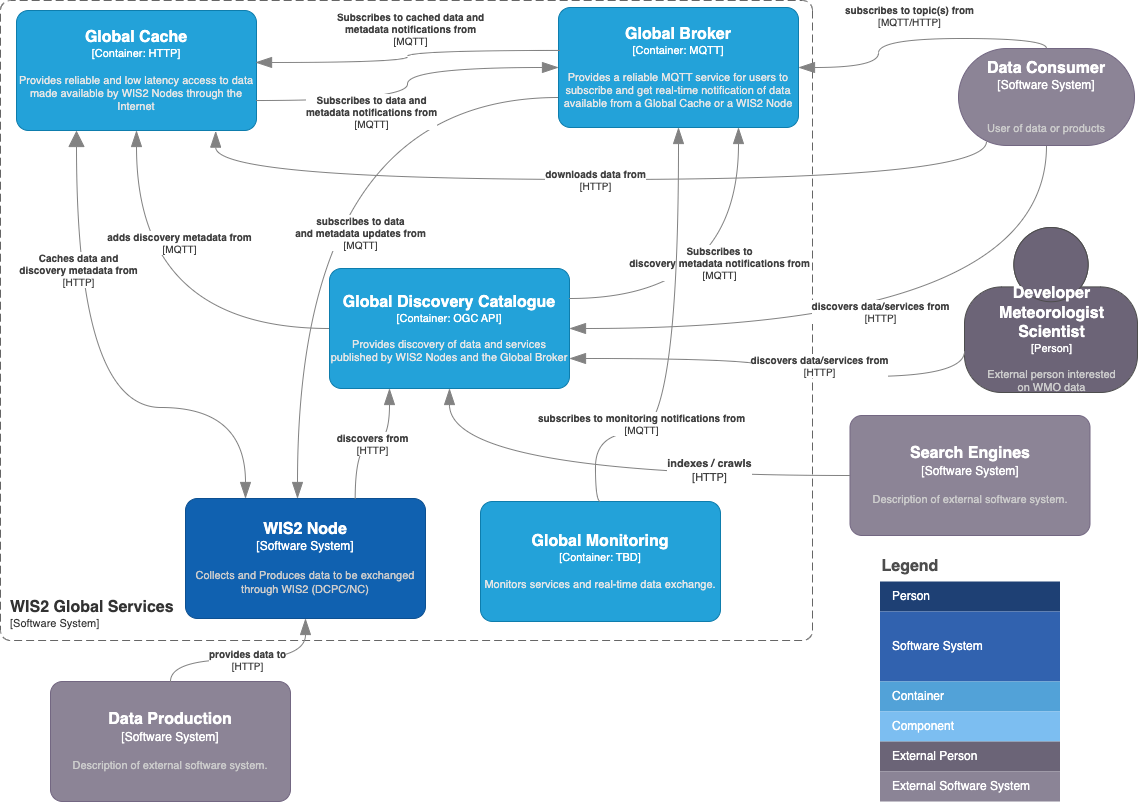 Global Cache
[Container: HTTP]
Provides reliable and low latency access to data
made available by WIS2 Nodes through the
Internet
Subscribes to cached data and
metadata notifications from
[MQTT]
Subscribes to data and
metadata notifications from
[MQTT]
Global Broker
[Container: MQTT]
Provides a reliable MQTT service for users to
subscribe and get real-time notification of data
available from a Global Cache or a WIS2 Node
subscribes to topic(s) from
[MQTT/HTTP]
Data Consumer
[Software System]
User of data or products
downloads data from
[HTTP]
adds discovery metadata from
[MQTT]
subscribes to data
and metadata updates from
[MQTT]
Caches data and
discovery metadata from
[HTTP]
Subscribes to
discovery metadata notifications from
[MQTT]
Global Discovery Catalogue
[Container: OGC API]
Provides discovery of data and services
published by WIS2 Nodes and the Global Broker
discovers data/services from
[HTTP]
Developer
Meteorologist
Scientist
[Person]
External person interested
on WMO data
discovers data/services from
[HTTP]
discovers from
[HTTP]
subscribes to monitoring notifications from
[MQTT]
indexes / crawls
[HTTP]
Search Engines
[Software System]
Description of external software system.
WIS2 Node
[Software System]
Collects and Produces data to be exchanged
through WIS2 (DCPC/NC)
Global Monitoring
[Container: TBD]
Monitors services and real-time data exchange.
WIS2 Global Services
[Software System]
provides data to
[HTTP]
Data Production
[Software System]
Description of external software system.
Legend
Person
Software System
Container
Component
External Person
External Software System